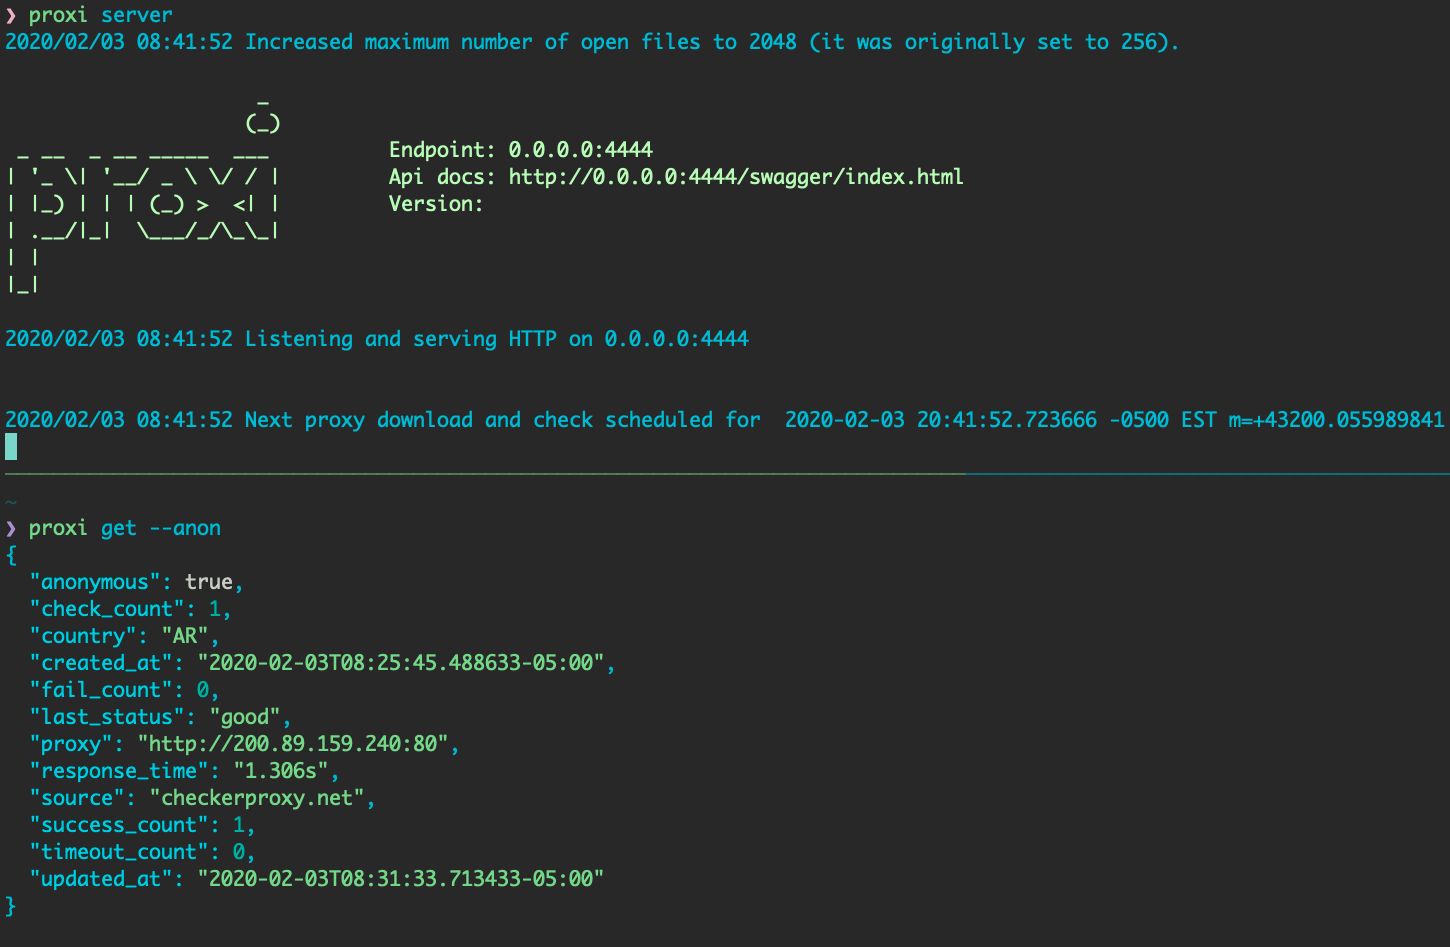 ❯ proxi server
2020/02/03 08:41:52 Increased maximum number of open files to 2048 (it was originally set to 256).
                     _
                    (_)
 _ __  _ __ _____  ___          Endpoint: 0.0.0.0:4444
| '_ \| '__/ _ \ \/ / |         Api docs: http://0.0.0.0:4444/swagger/index.html
| |_) | | | (_) >  <| |         Version:
| .__/|_|  \___/_/\_\_|
| |
|_|
2020/02/03 08:41:52 Listening and serving HTTP on 0.0.0.0:4444
2020/02/03 08:41:52 Next proxy download and check scheduled for  2020-02-03 20:41:52.723666 -0500 EST m=+43200.055989841
~
❯ proxi get --anon
{
  "anonymous": true,
  "check_count": 1,
  "country": "AR",
  "created_at": "2020-02-03T08:25:45.488633-05:00",
  "fail_count": 0,
  "last_status": "good",
  "proxy": "http://200.89.159.240:80",
  "response_time": "1.306s",
  "source": "checkerproxy.net",
  "success_count": 1,
  "timeout_count": 0,
  "updated_at": "2020-02-03T08:31:33.713433-05:00"
}